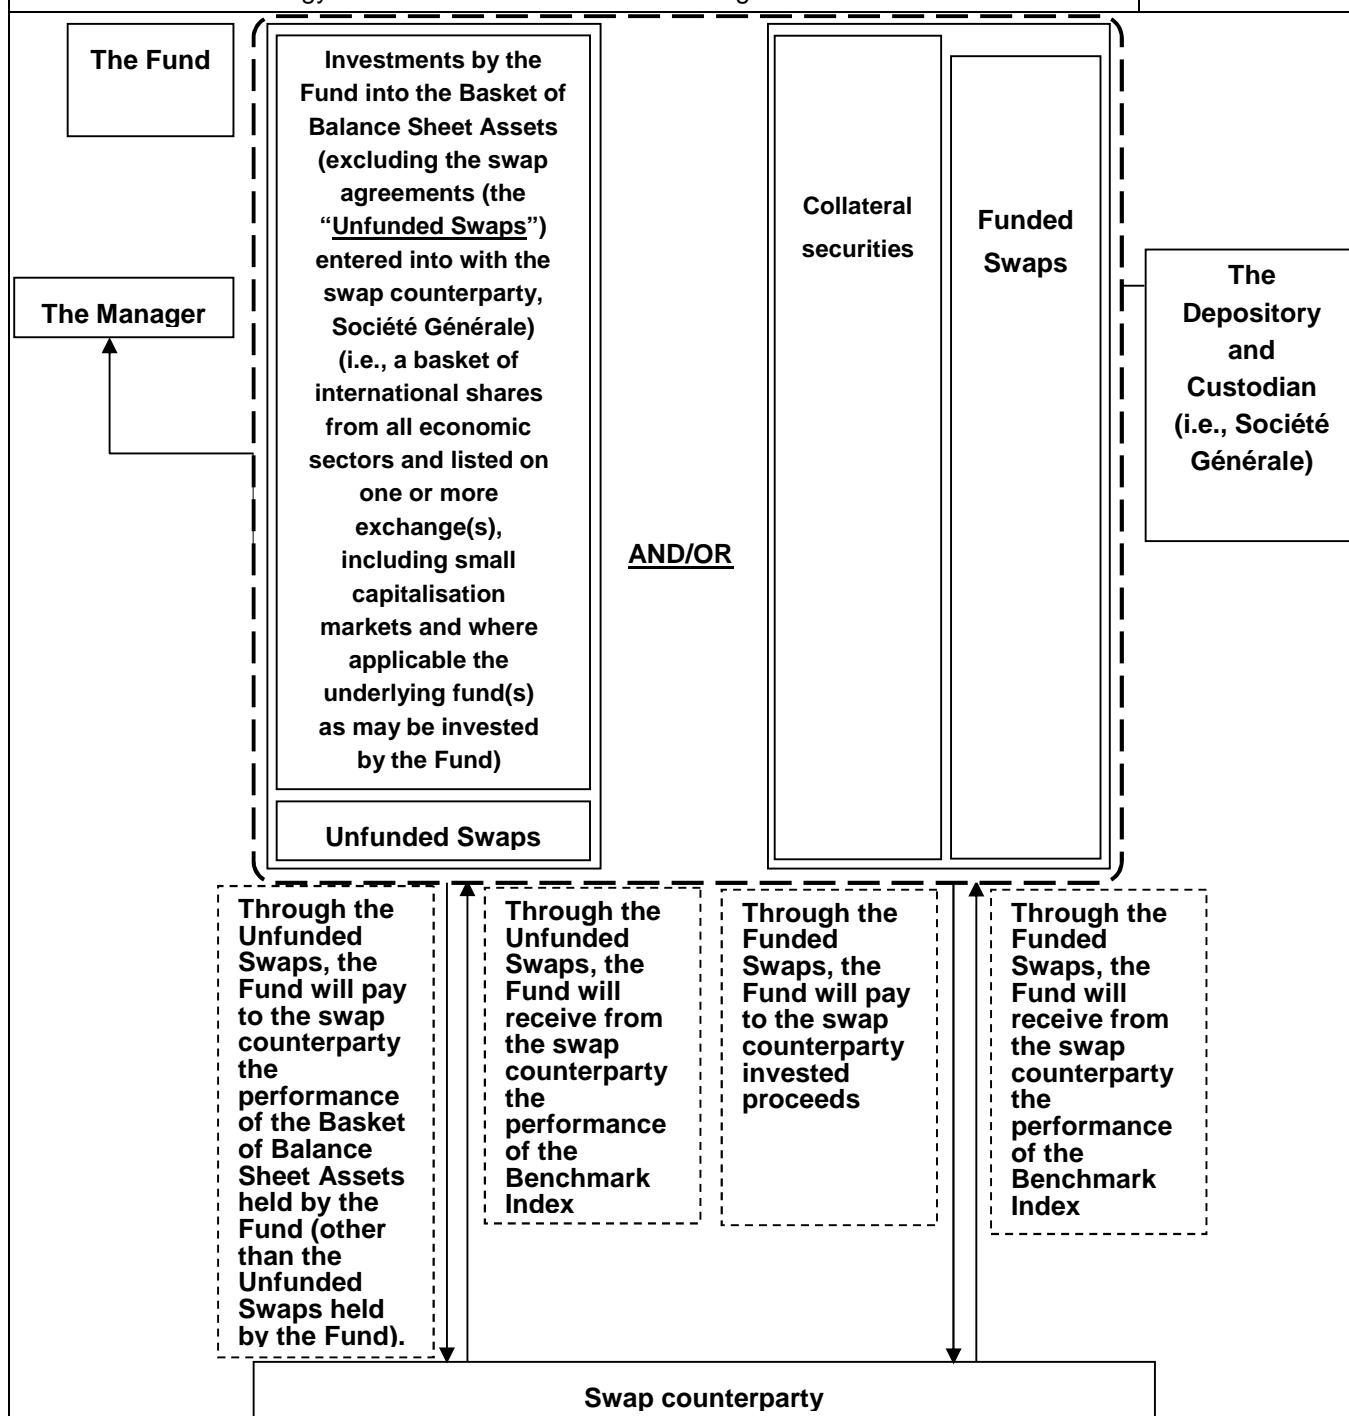 The Fund
Investments by the
Fund into the Basket of
Balance Sheet Assets
(excluding the swap
agreements (the
“Unfunded Swaps”)
entered into with the
swap counterparty,
Société Générale)
(i.e., a basket of
international shares
from all economic
sectors and listed on
one or more
exchange(s),
including small
capitalisation
markets and where
applicable the
underlying fund(s)
as may be invested
by the Fund)
Unfunded Swaps
The Manager
AND/OR
Collateral
securities
Funded
Swaps
The
Depository
and
Custodian
(i.e., Société
Générale)
Through the
Unfunded
Swaps, the
Fund will pay
to the swap
counterparty
the
performance
of the Basket
of Balance
Sheet Assets
held by the
Fund (other
than the
Unfunded
Swaps held
by the Fund).
Through the
Unfunded
Swaps, the
Fund will
receive from
the swap
counterparty
the
performance
of the
Benchmark
Index
Through the
Funded
Swaps, the
Fund will pay
to the swap
counterparty
invested
proceeds
Through the
Funded
Swaps, the
Fund will
receive from
the swap
counterparty
the
performance
of the
Benchmark
Index
Swap counterparty